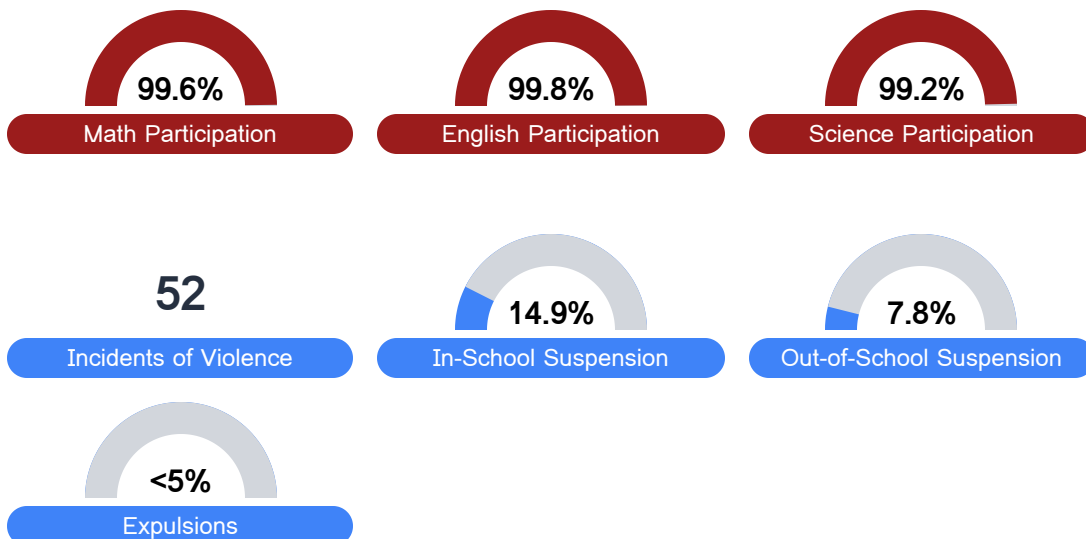 99.6%
Math Participation
99.8%
English Participation
99.2%
Science Participation
52
Incidents of Violence
14.9%
In-School Suspension
7.8%
Out-of-School Suspension
<5%
Expulsions